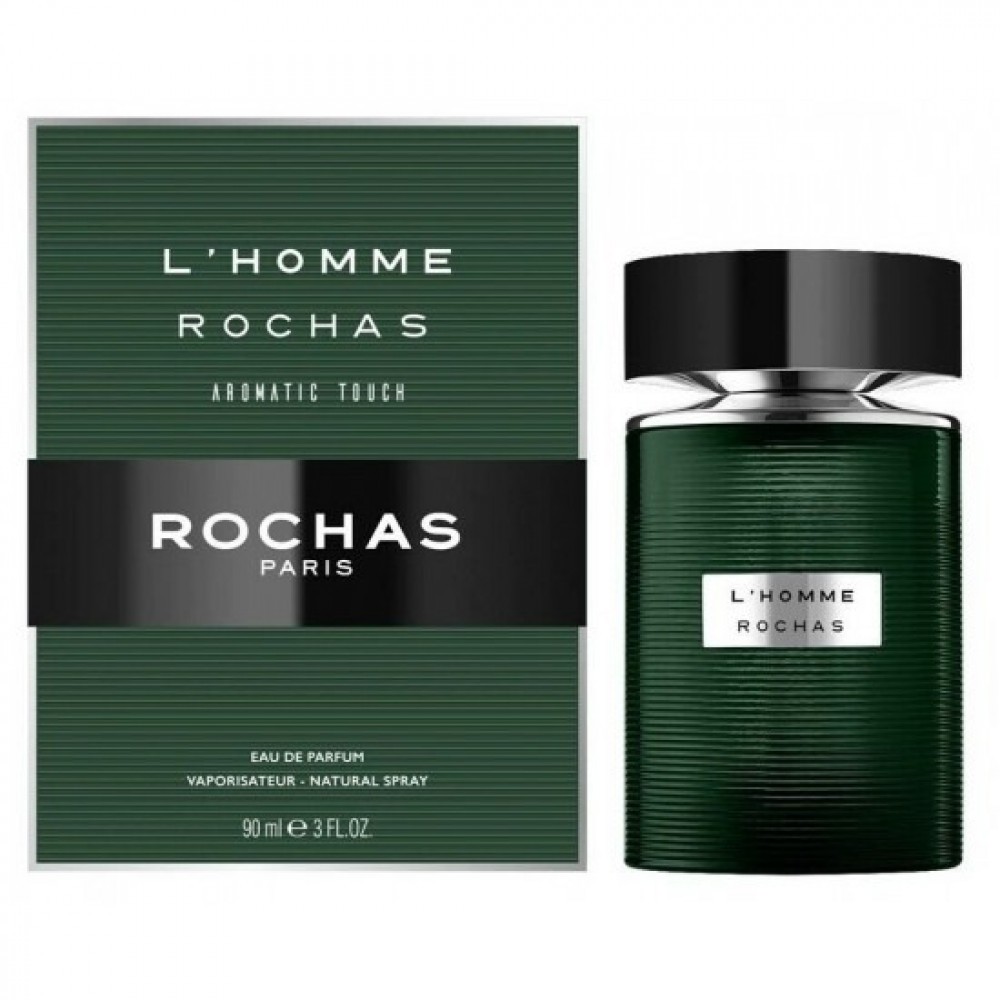 L'HOMME
ROCHAS
AROMATIC TOUCH
ROCHAS
PARIS
EAU DE PARFUM
VAPORISATEUR - NATURAL SPRAY
90 ml ℮ 3 FL.OZ.
L'HOMME
ROCHAS